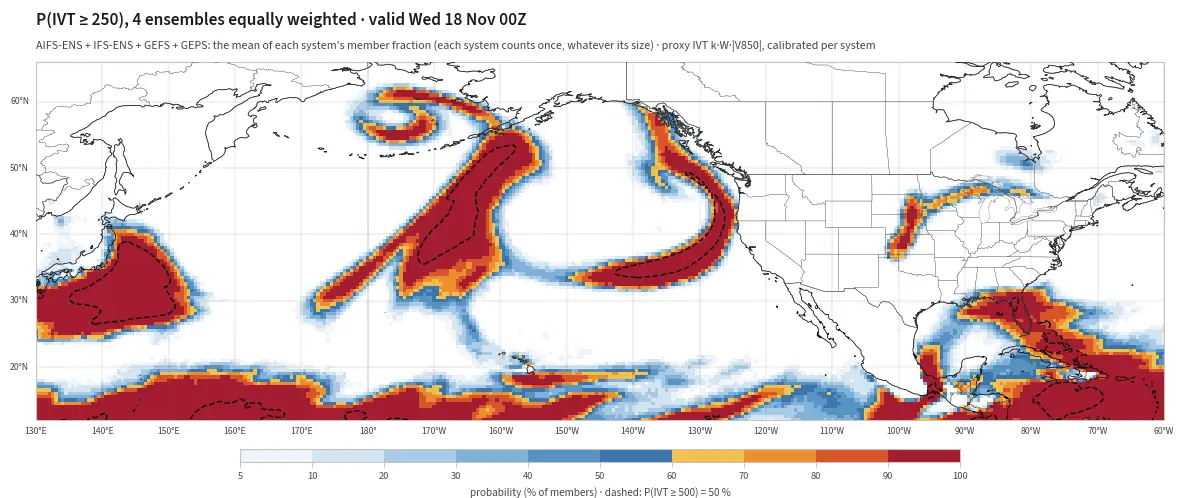 P(IVT ≥ 250), 4 ensembles equally weighted · valid Wed 18 Nov 00Z
AIFS-ENS + IFS-ENS + GEFS + GEPS: the mean of each system's member fraction (each system counts once, whatever its size) · proxy IVT k·W·|V850|, calibrated per system
60°N
50°N
40°N
30°N
20°N
130°E 140°E 150°E 160°E 170°E 180° 170°W 160°W 150°W 140°W 130°W 120°W 110°W 100°W 90°W 80°W 70°W 60°W
5 10 20 30 40 50 60 70 80 90 100
probability (% of members) · dashed: P(IVT ≥ 500) = 50 %